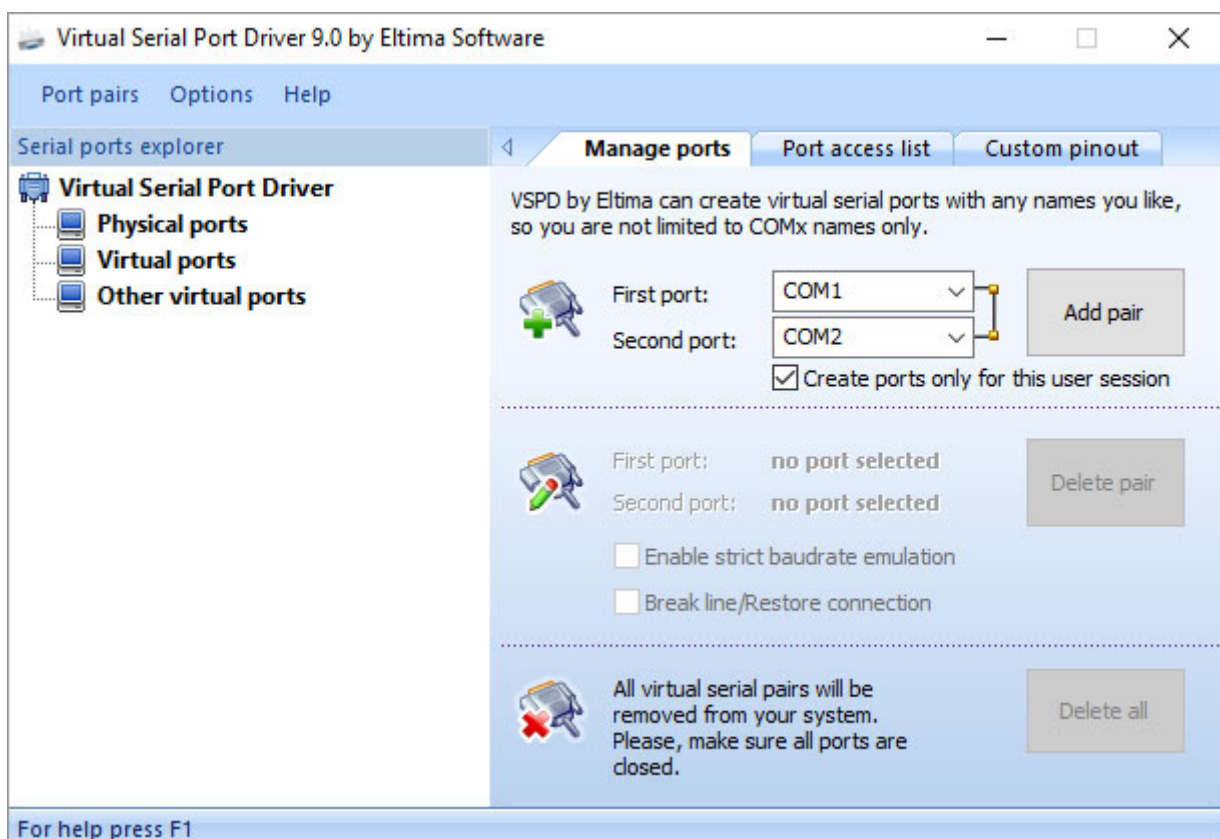 Virtual Serial Port Driver 9.0 by Eltima Software
Port pairs Options Help
Serial ports explorer
Virtual Serial Port Driver
Physical ports
Virtual ports
Other virtual ports
Manage ports Port access list Custom pinout
VSPD by Eltima can create virtual serial ports with any names you like,
so you are not limited to COMx names only.
First port: COM1
Second port: COM2
Add pair
Create ports only for this user session
First port: no port selected
Second port: no port selected
Delete pair
Enable strict baudrate emulation
Break line/Restore connection
All virtual serial pairs will be
removed from your system.
Please, make sure all ports are
closed.
Delete all
For help press F1